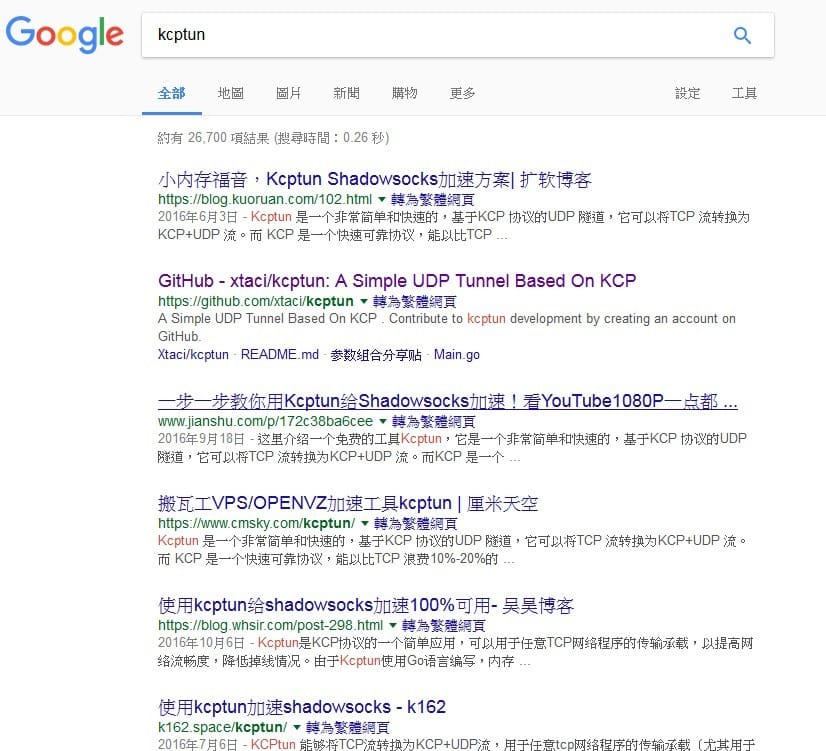 Google
kcptun
全部 地圖 圖片 新聞 購物 更多 設定 工具
約有 26,700 項結果 (搜尋時間：0.26 秒)
小内存福音，Kcptun Shadowsocks加速方案| 扩软博客
https://blog.kuoruan.com/102.html 轉為繁體網頁
2016年6月3日 - Kcptun 是一个非常简单和快速的，基于KCP 协议的UDP 隧道，它可以将TCP 流转换为
KCP+UDP 流。而 KCP 是一个快速可靠协议，能以比TCP ...
GitHub - xtaci/kcptun: A Simple UDP Tunnel Based On KCP
https://github.com/xtaci/kcptun 轉為繁體網頁
A Simple UDP Tunnel Based On KCP . Contribute to kcptun development by creating an account on
GitHub.
Xtaci/kcptun · README.md · 参数组合分享贴 · Main.go
一步一步教你用Kcptun给Shadowsocks加速！看YouTube1080P一点都 ...
www.jianshu.com/p/172c38ba6cee 轉為繁體網頁
2016年9月18日 - 这里介绍一个免费的工具Kcptun，它是一个非常简单和快速的，基于KCP 协议的UDP
隧道，它可以将TCP 流转换为KCP+UDP 流。而KCP 是一个 ...
搬瓦工VPS/OPENVZ加速工具kcptun | 厘米天空
https://www.cmsky.com/kcptun/ 轉為繁體網頁
Kcptun 是一个非常简单和快速的，基于KCP 协议的UDP 隧道，它可以将TCP 流转换为KCP+UDP 流。
而 KCP 是一个快速可靠协议，能以比TCP 浪费10%-20%的 ...
使用kcptun给shadowsocks加速100%可用- 吴昊博客
https://blog.whsir.com/post-298.html 轉為繁體網頁
2016年10月6日 - Kcptun是KCP协议的一个简单应用，可以用于任意TCP网络程序的传输承载，以提高网
络流畅度，降低掉线情况。由于Kcptun使用Go语言编写，内存 ...
使用kcptun加速shadowsocks - k162
k162.space/kcptun/ 轉為繁體網頁
2016年7月6日 - KCPtun 能够将TCP流转换为KCP+UDP流，用于任意tcp网络程序的传输承载（尤其用于